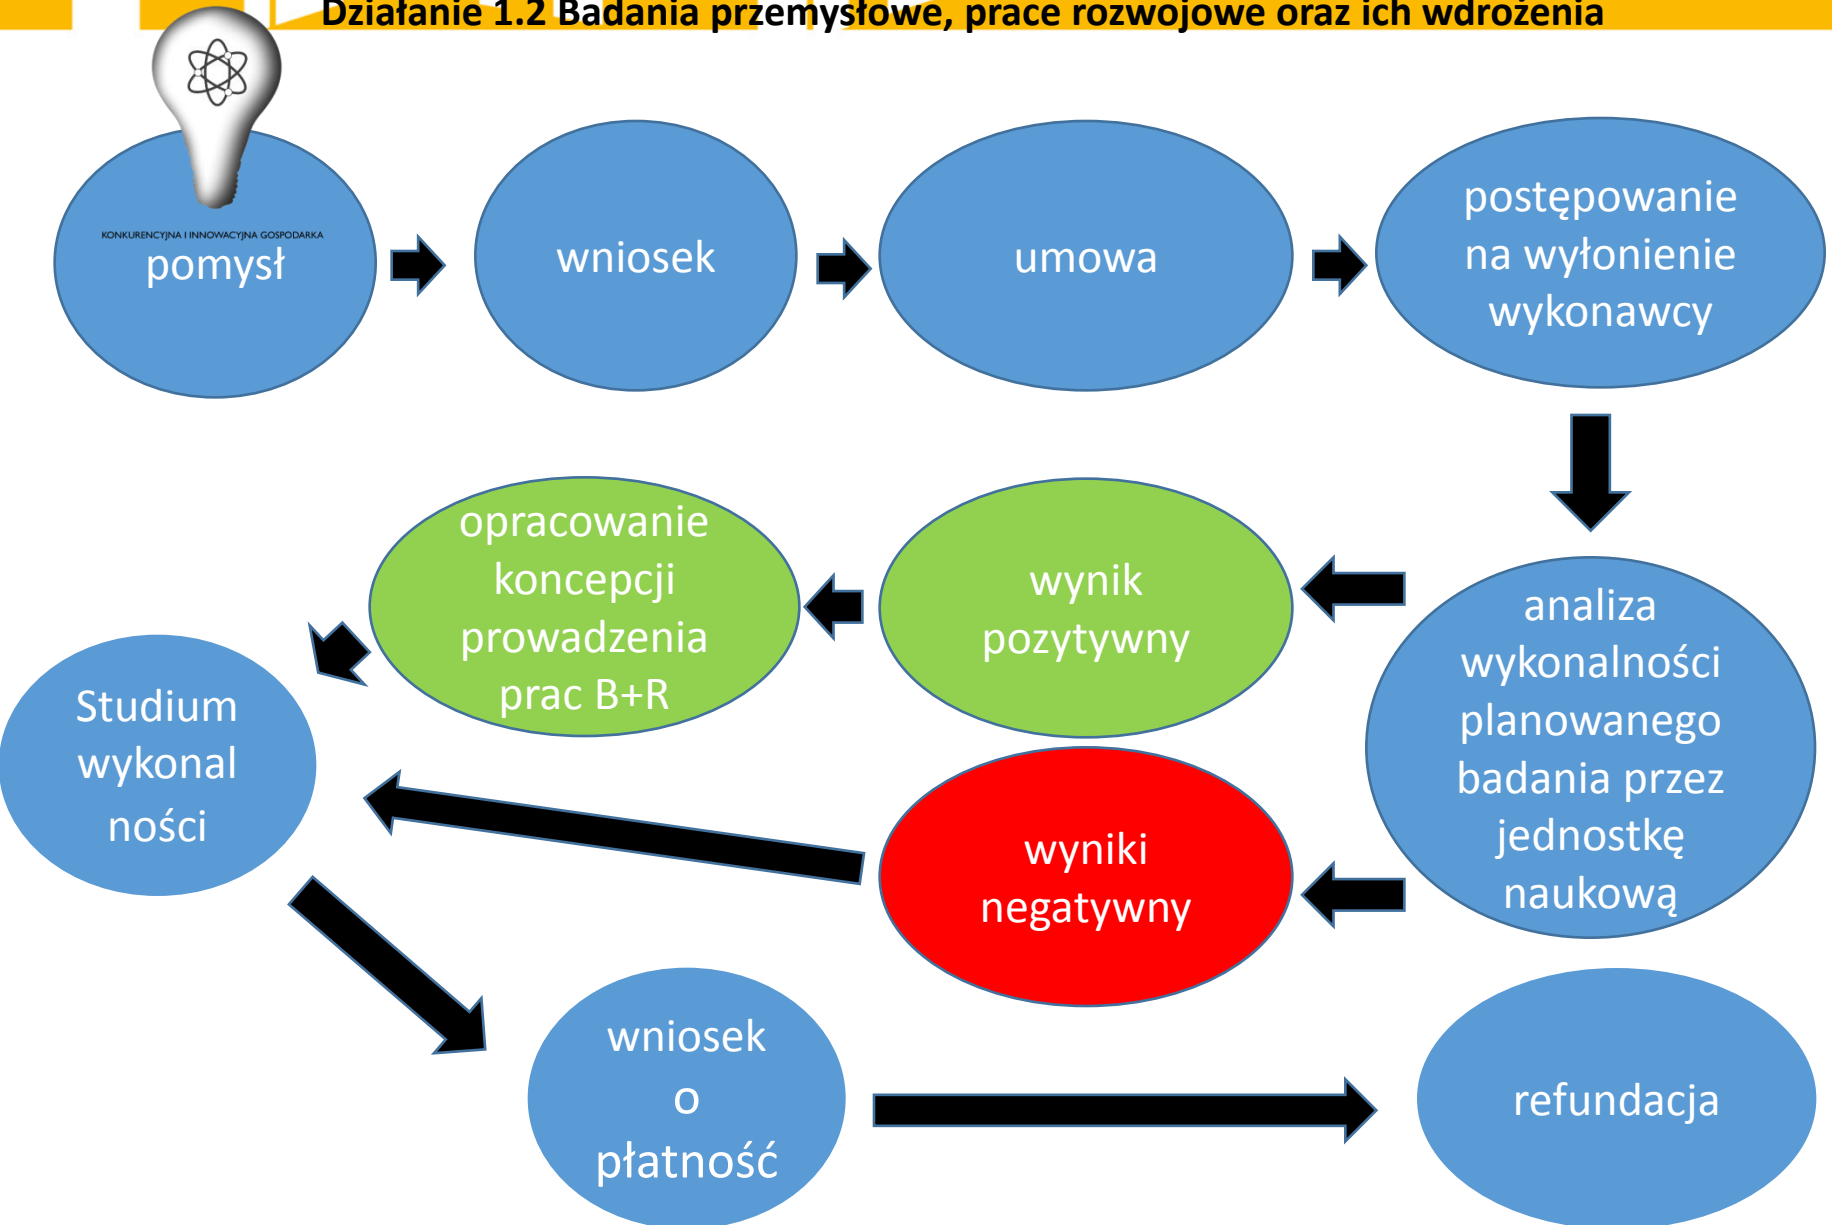 Działanie 1.2 Badania przemysłowe, prace rozwojowe oraz ich wdrożenia
KONKURENCYJNA I INNOWACYJNA GOSPODARKA
pomysł
wniosek
umowa
postępowanie
na wyłonienie
wykonawcy
opracowanie
koncepcji
prowadzenia
prac B+R
wynik
pozytywny
analiza
wykonalności
planowanego
badania przez
jednostkę
naukową
Studium
wykonal
ności
wyniki
negatywny
wniosek
o
płatność
refundacja